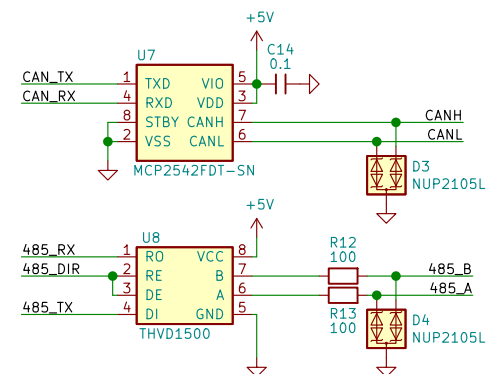 +5V
U7
C14
0.1
CAN_TX 1 TXD VIO 5
CAN_RX 4 RXD VDD 3
8 STBY CANH 7 CANH
2 VSS CANL 6 CANL
MCP2542FDT-SN
D3
NUP2105L
+5V
U8
485_RX 1 RO VCC 8
R12
100
485_DIR 2 RE B 7 485_B
3 DE A 6 485_A
485_TX 4 DI GND 5
R13
100
THVD1500
D4
NUP2105L